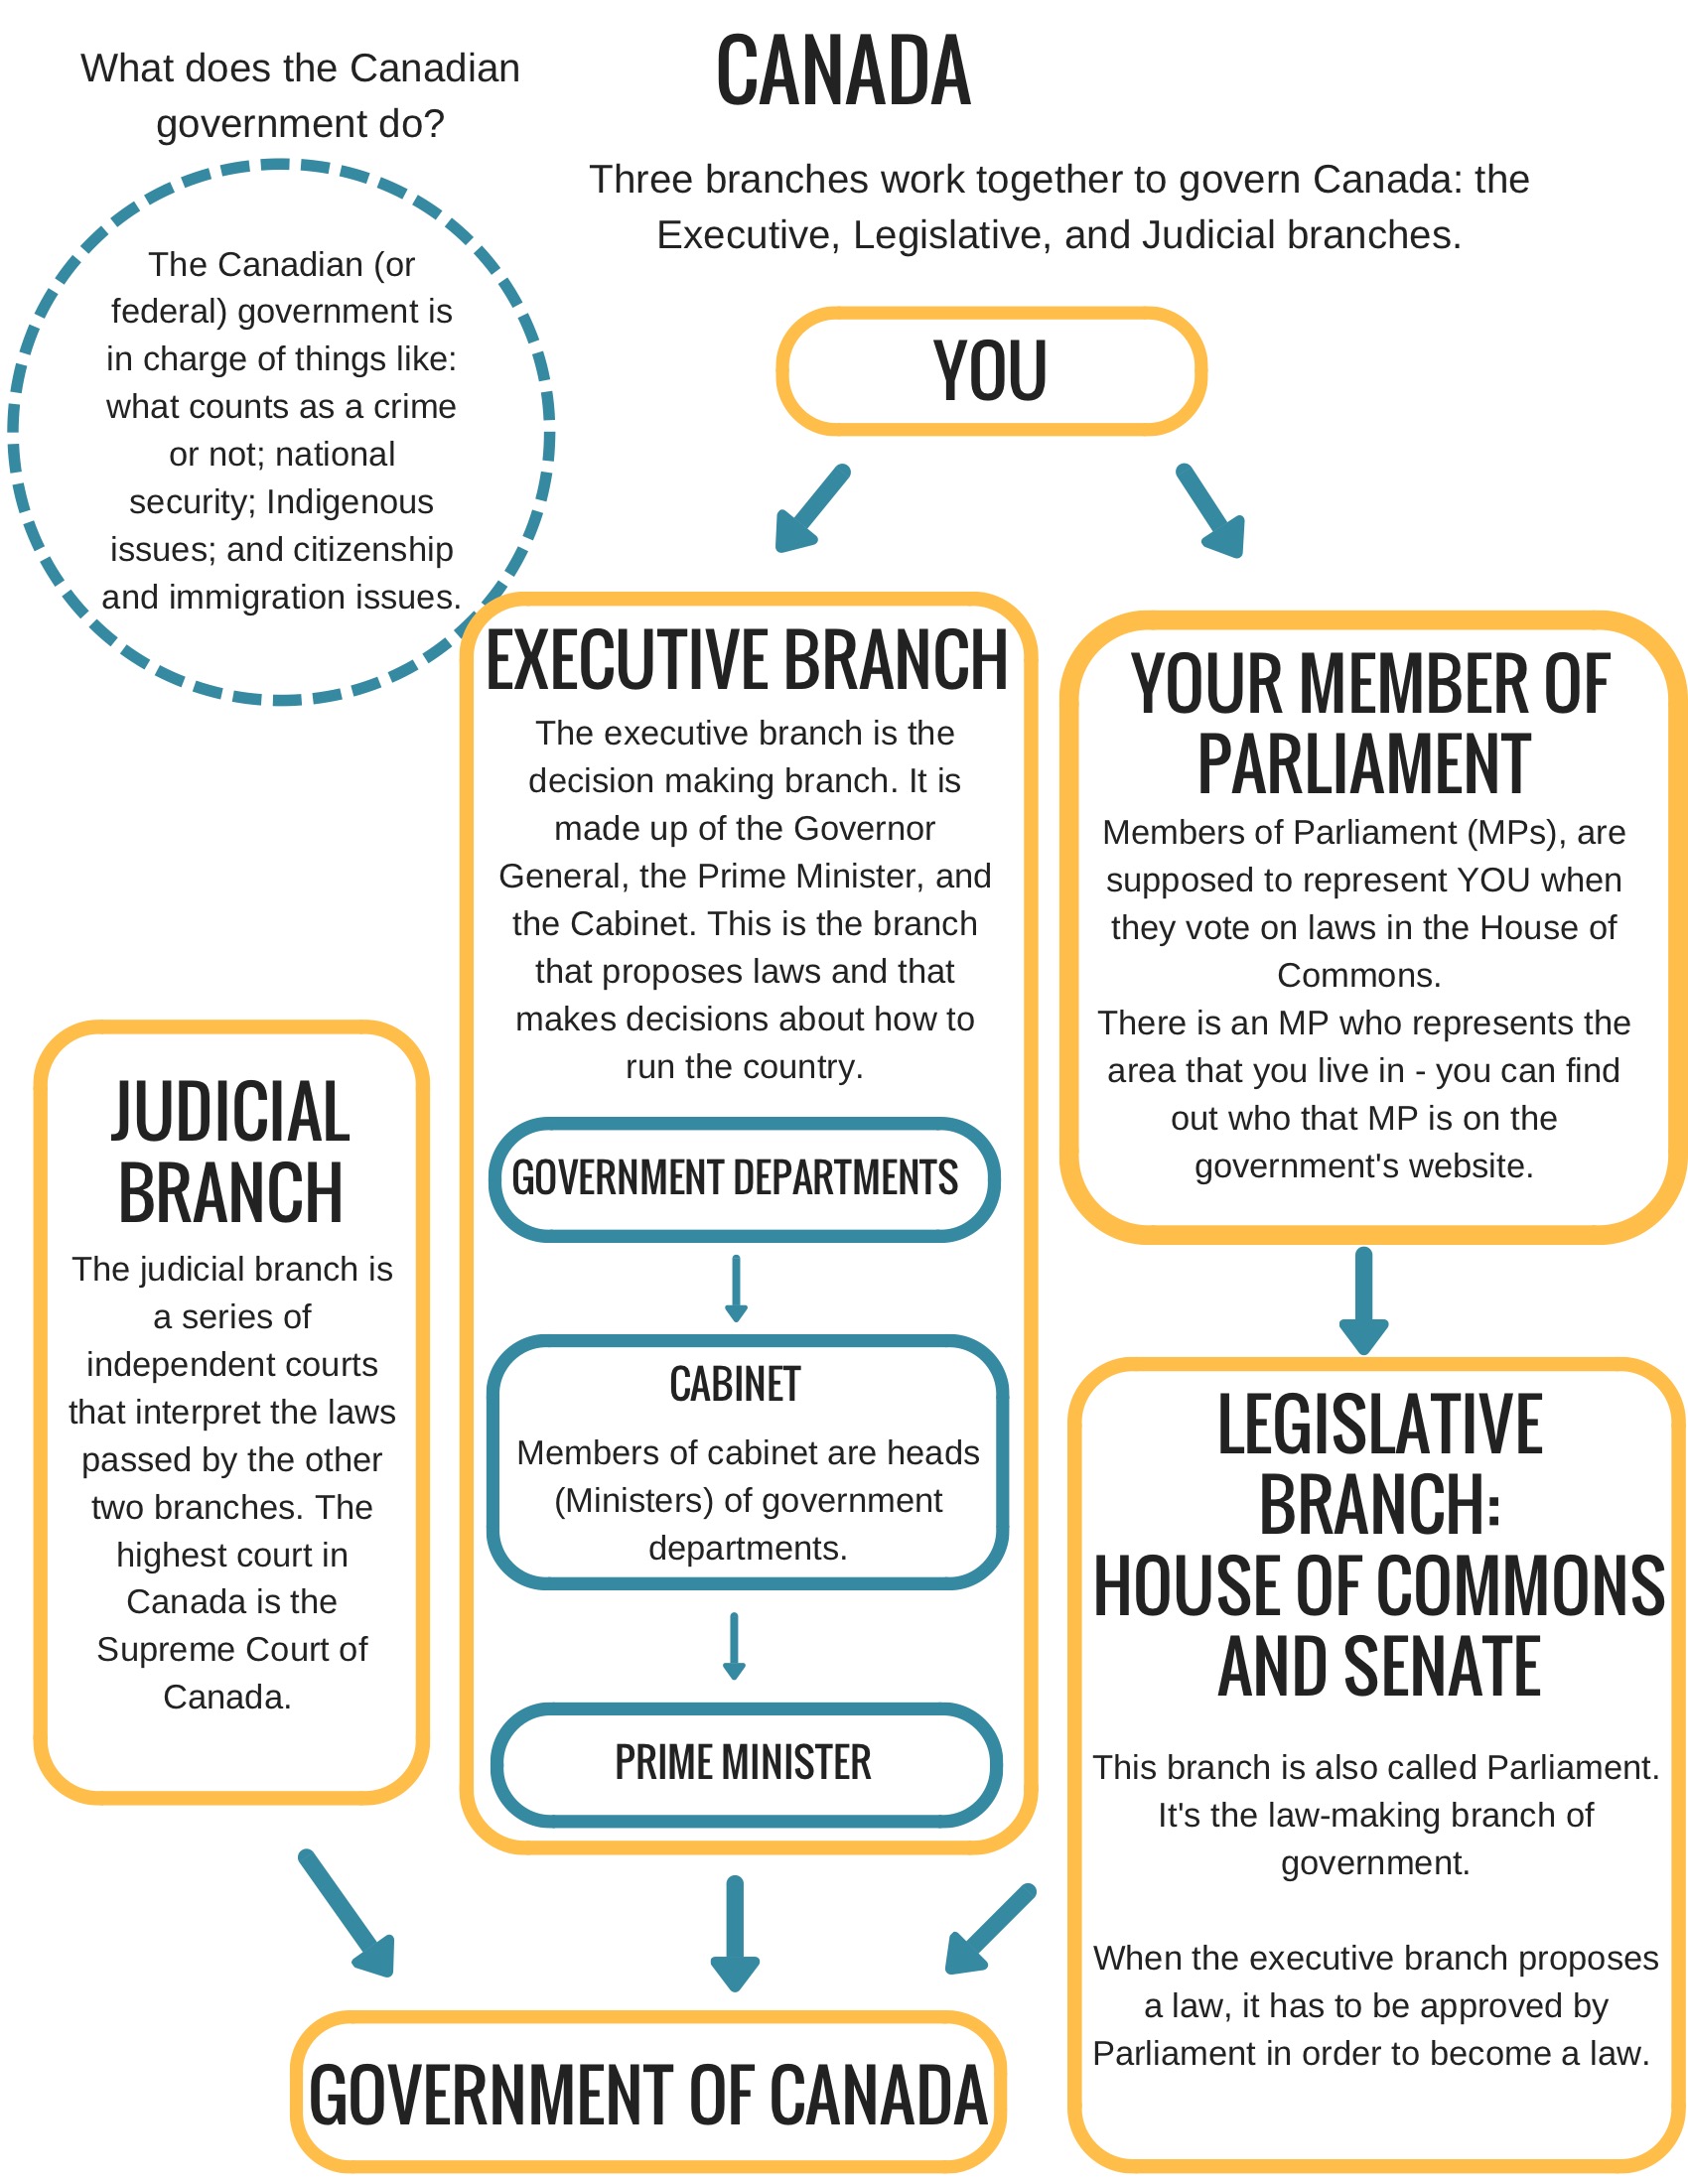 CANADA
What does the Canadian
government do?
Three branches work together to govern Canada: the
Executive, Legislative, and Judicial branches.
The Canadian (or
federal) government is
in charge of things like:
what counts as a crime
or not; national
security; Indigenous
issues; and citizenship
and immigration issues.
YOU
EXECUTIVE BRANCH
The executive branch is the
decision making branch. It is
made up of the Governor
General, the Prime Minister, and
the Cabinet. This is the branch
that proposes laws and that
makes decisions about how to
run the country.
GOVERNMENT DEPARTMENTS
CABINET
Members of cabinet are heads
(Ministers) of government
departments.
PRIME MINISTER
YOUR MEMBER OF
PARLIAMENT
Members of Parliament (MPs), are
supposed to represent YOU when
they vote on laws in the House of
Commons.
There is an MP who represents the
area that you live in - you can find
out who that MP is on the
government's website.
JUDICIAL
BRANCH
The judicial branch is
a series of
independent courts
that interpret the laws
passed by the other
two branches. The
highest court in
Canada is the
Supreme Court of
Canada.
LEGISLATIVE
BRANCH:
HOUSE OF COMMONS
AND SENATE
This branch is also called Parliament.
It's the law-making branch of
government.
When the executive branch proposes
a law, it has to be approved by
Parliament in order to become a law.
GOVERNMENT OF CANADA